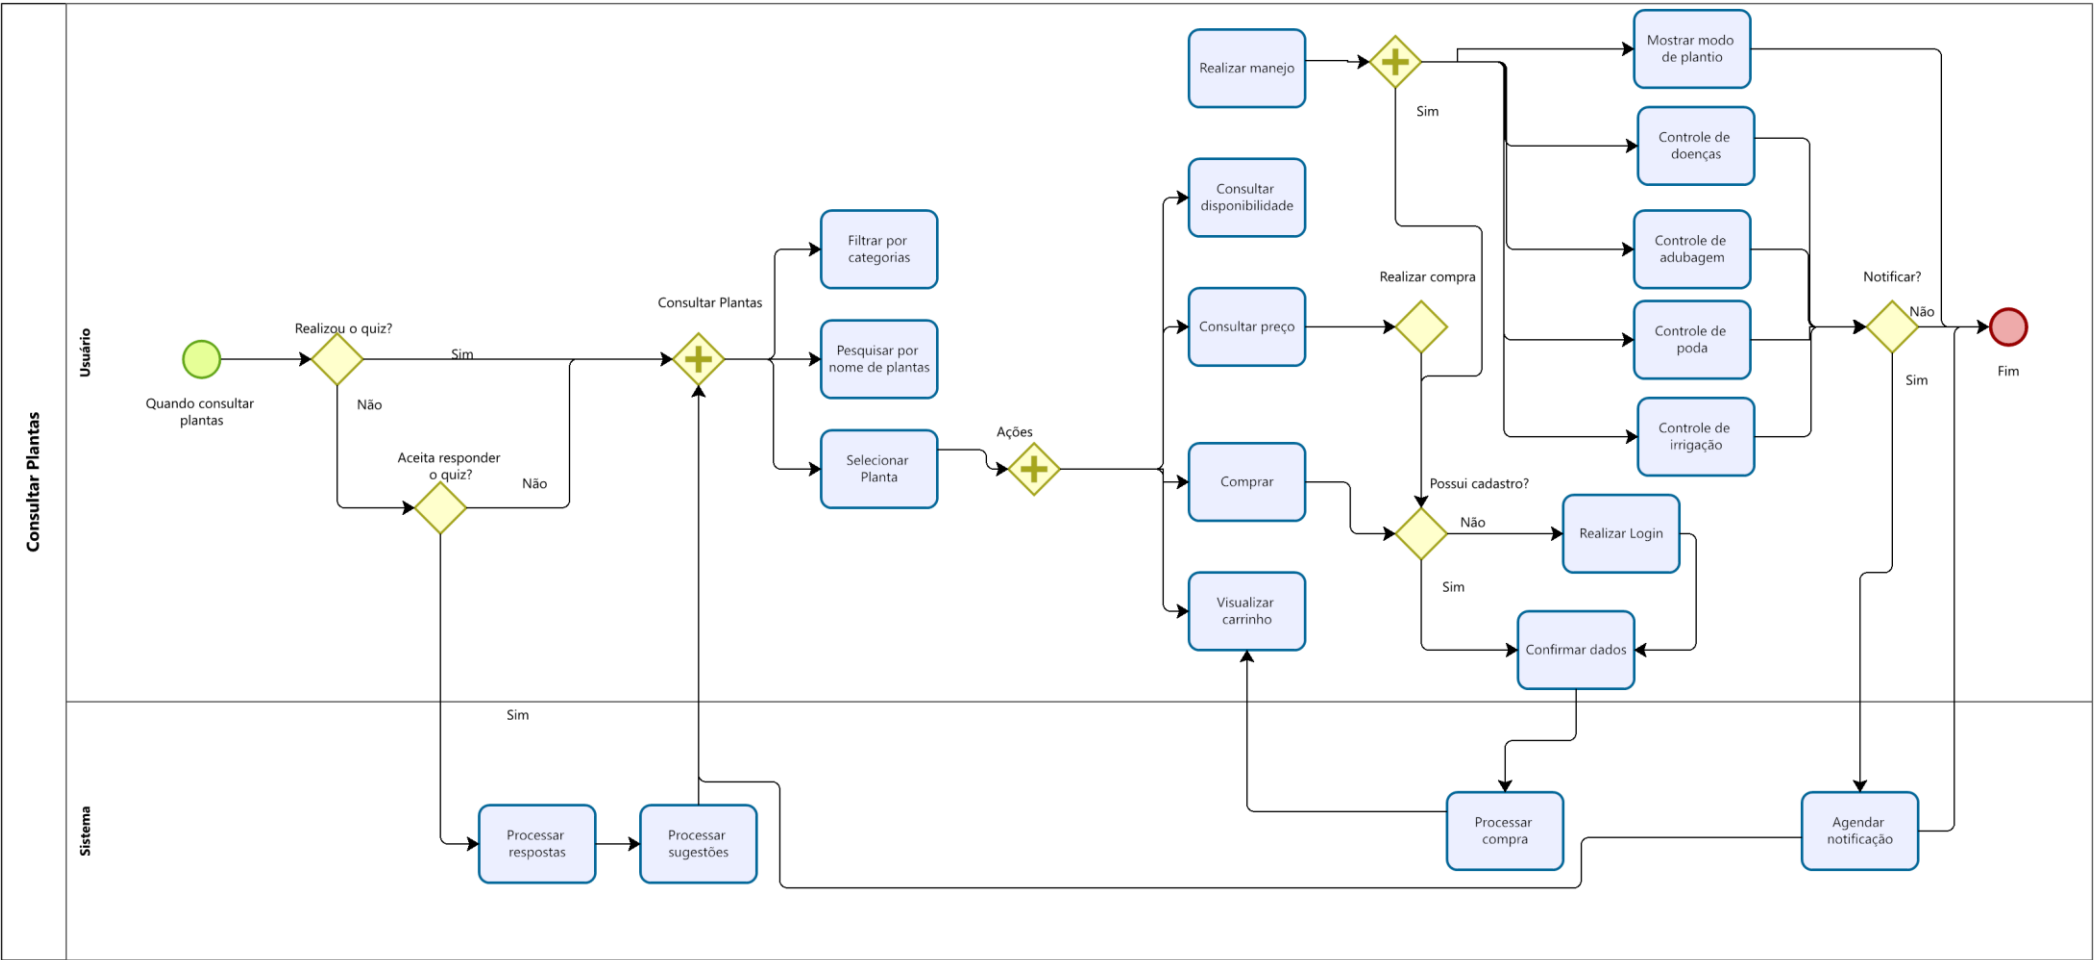 Consultar Plantas
Usuário
Quando consultar
plantas
Realizou o quiz?
Sim
Não
Aceita responder
o quiz?
Não
Consultar Plantas
Filtrar por
categorias
Pesquisar por
nome de plantas
Selecionar
Planta
Ações
Realizar manejo
Consultar
disponibilidade
Consultar preço
Comprar
Visualizar
carrinho
Sim
Realizar compra
Possui cadastro?
Não
Sim
Realizar Login
Confirmar dados
Mostrar modo
de plantio
Controle de
doenças
Controle de
adubagem
Controle de
poda
Controle de
irrigação
Notificar?
Não
Sim
Fim
Sistema
Sim
Processar
respostas
Processar
sugestões
Processar
compra
Agendar
notificação